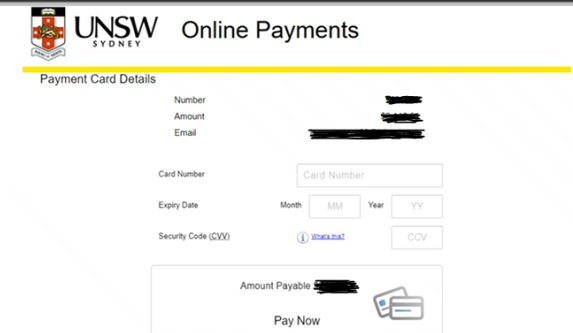 UNSW
SYDNEY
Online Payments
Payment Card Details
Number
Amount
Email
Card Number Card Number
Expiry Date Month MM Year YY
Security Code (CVV) What's this? CCV
Amount Payable
Pay Now